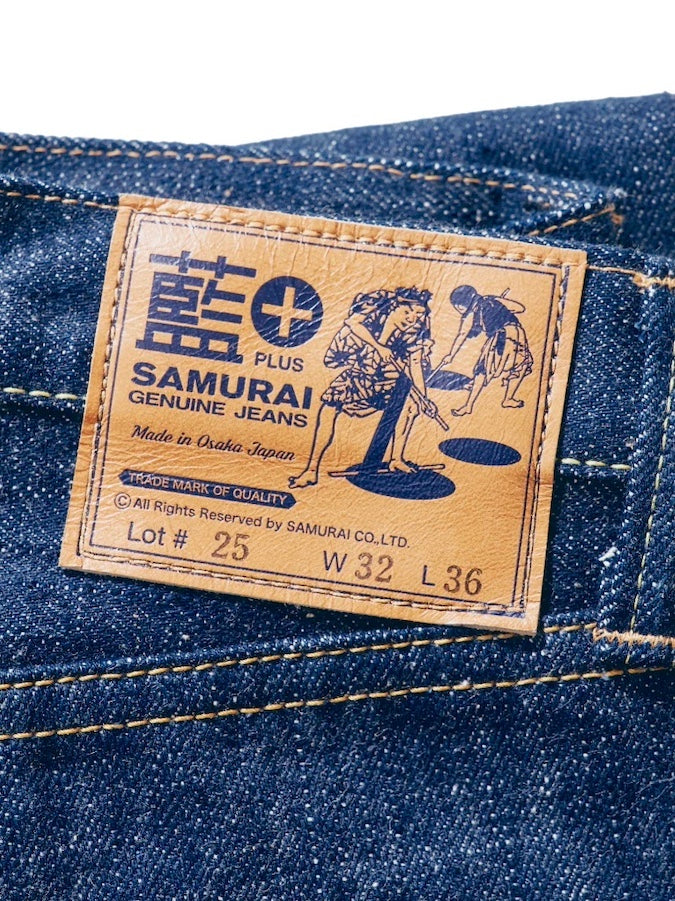 藍+
PLUS
SAMURAI
GENUINE JEANS
Made in Osaka Japan
TRADE MARK OF QUALITY
© All Rights Reserved by SAMURAI CO.,LTD.
Lot # 25 W 32 L 36